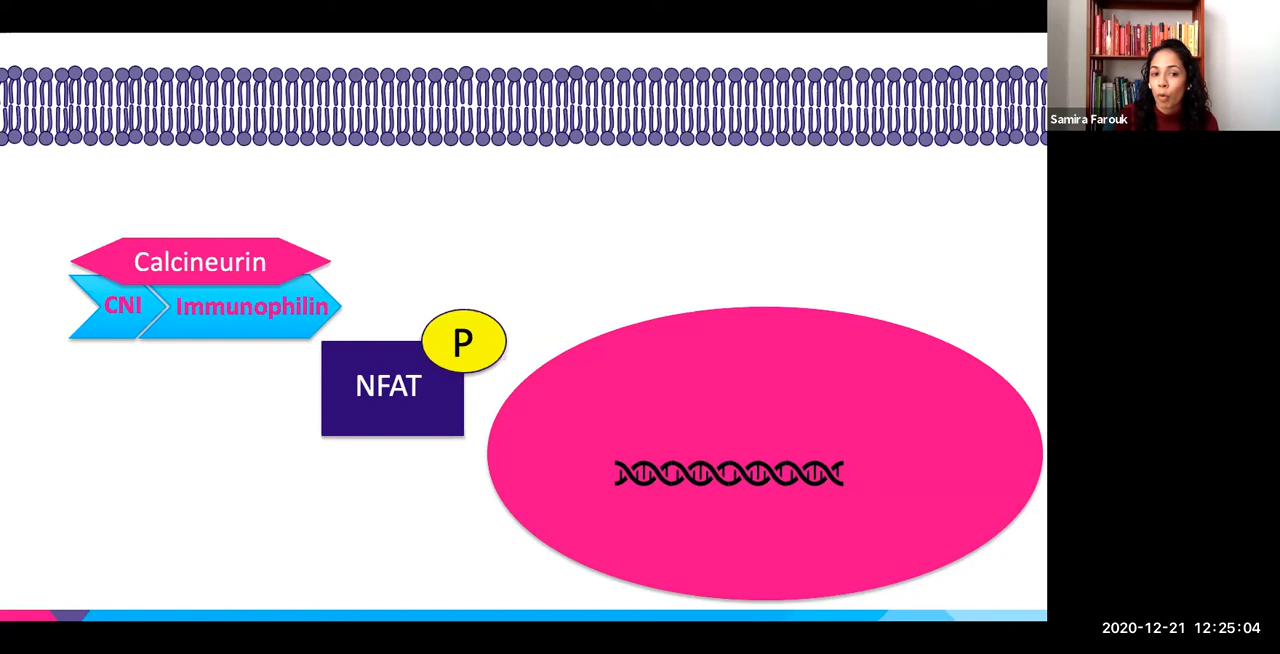 Samira Farouk
Calcineurin
CNI
Immunophilin
P
NFAT
2020-12-21 12:25:04